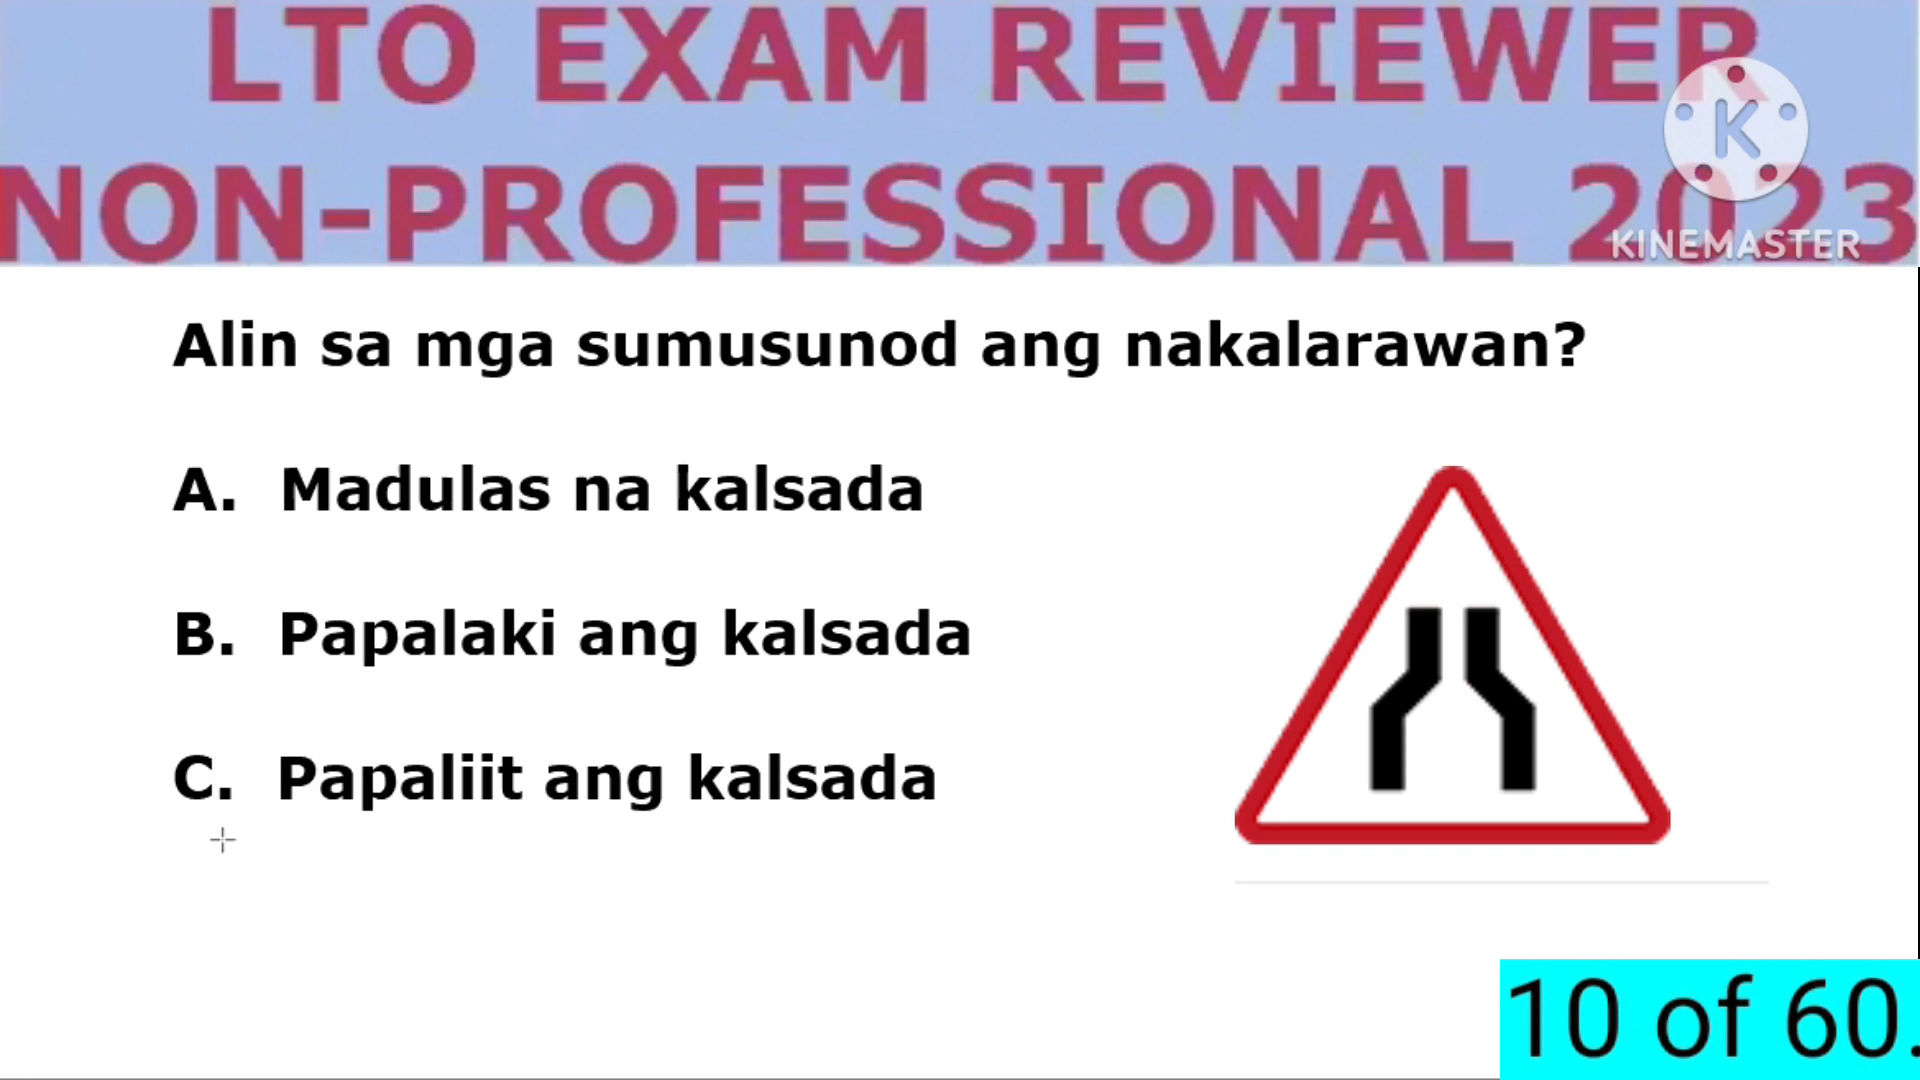 LTO EXAM REVIEWER
NON-PROFESSIONAL 2023
K
KINEMASTER
Alin sa mga sumusunod ang nakalarawan?
A. Madulas na kalsada
B. Papalaki ang kalsada
C. Papaliit ang kalsada
10 of 60.